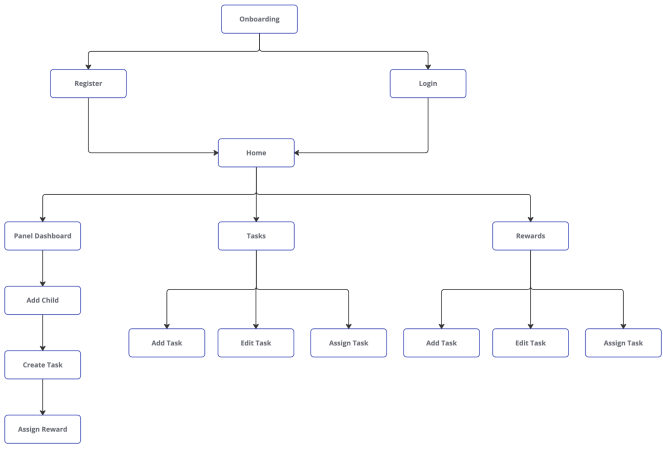 Onboarding
Register
Login
Home
Panel Dashboard
Tasks
Rewards
Add Child
Add Task
Edit Task
Assign Task
Add Task
Edit Task
Assign Task
Create Task
Assign Reward